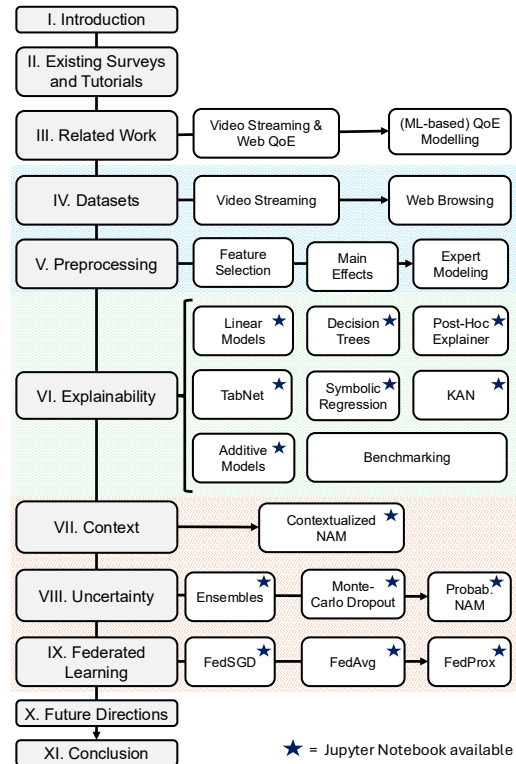 I. Introduction
II. Existing Surveys
and Tutorials
III. Related Work
Video Streaming &
Web QoE
(ML-based) QoE
Modelling
IV. Datasets
Video Streaming
Web Browsing
V. Preprocessing
Feature
Selection
Main
Effects
Expert
Modeling
VI. Explainability
Linear
Models
Decision
Trees
Post-Hoc
Explainer
TabNet
Symbolic
Regression
KAN
Additive
Models
Benchmarking
VII. Context
Contextualized
NAM
VIII. Uncertainty
Ensembles
Monte-
Carlo Dropout
Probab.
NAM
IX. Federated
Learning
FedSGD
FedAvg
FedProx
X. Future Directions
XI. Conclusion
★ = Jupyter Notebook available